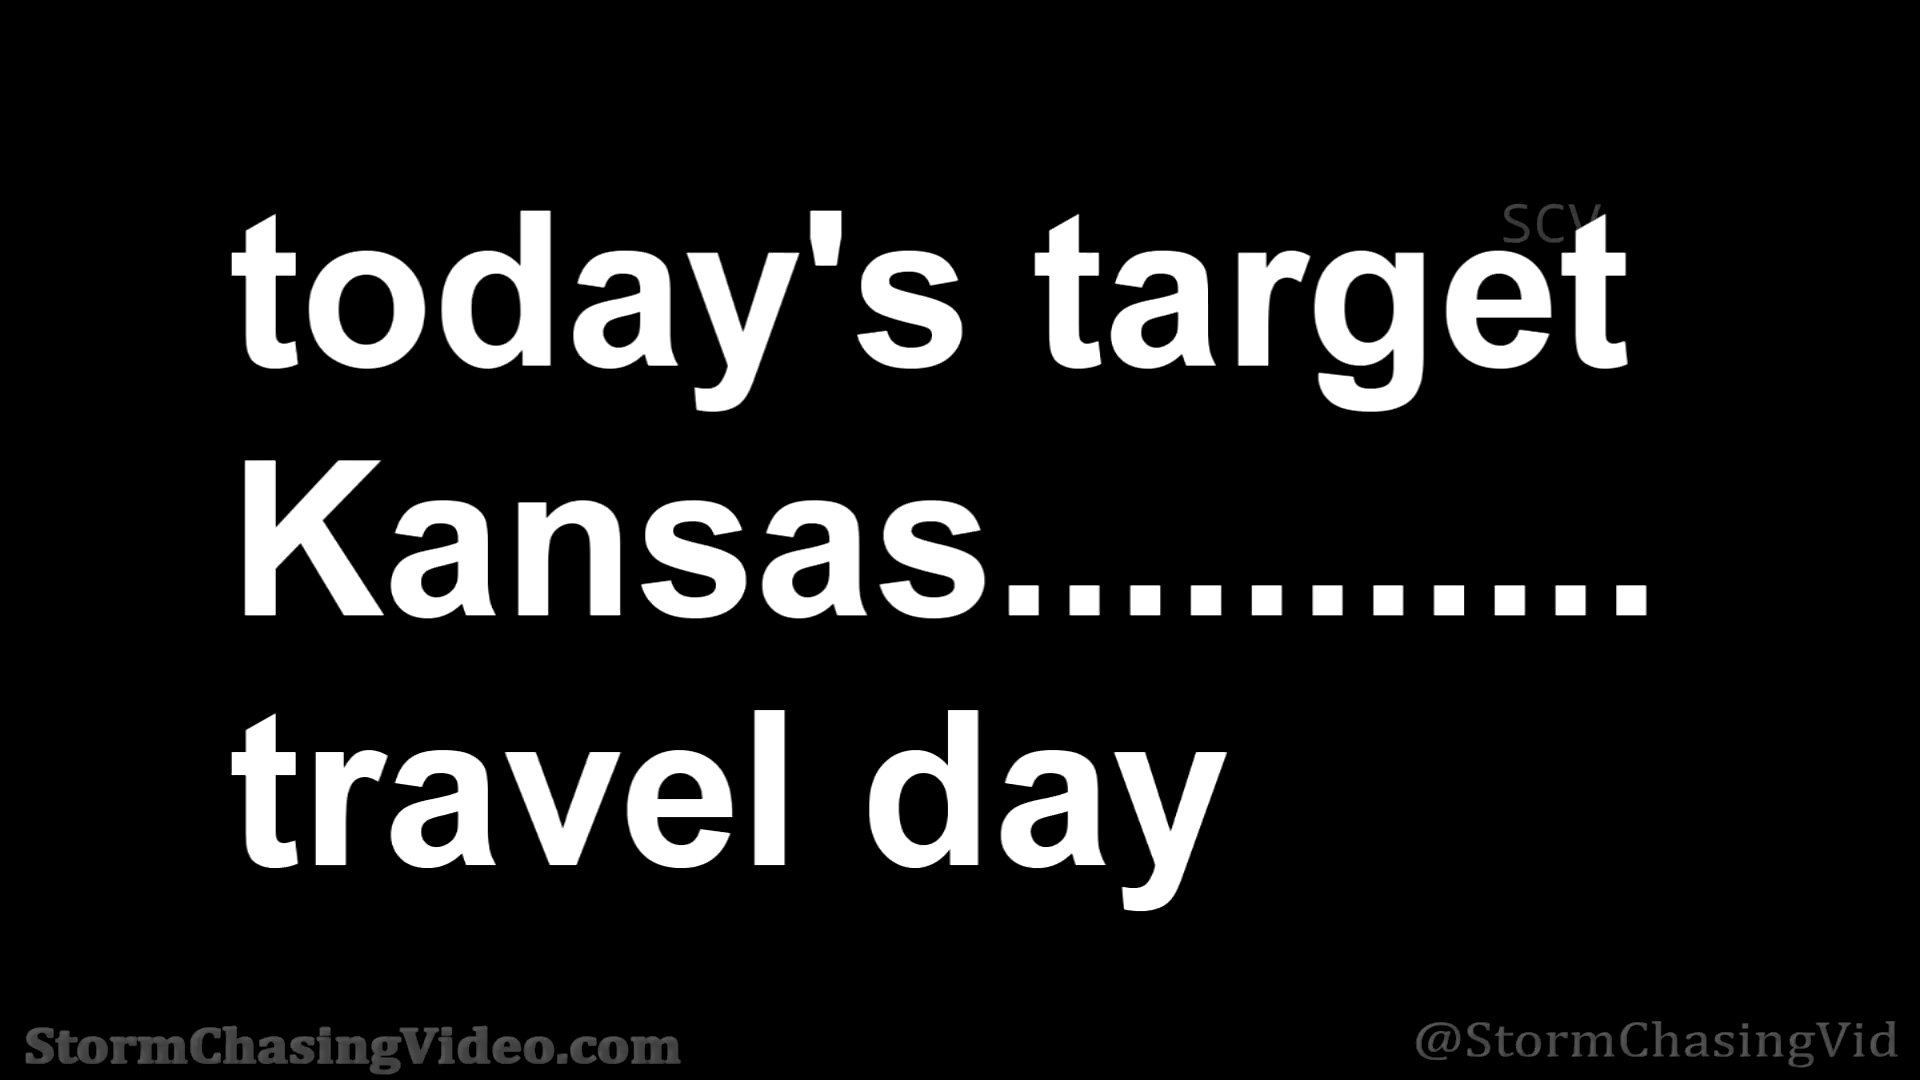 SCV
today's target
Kansas...........
travel day
StormChasingVideo.com
@StormChasingVid